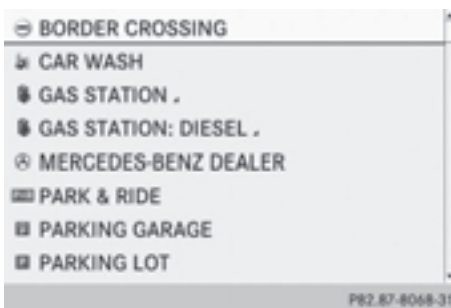 BORDER CROSSING
CAR WASH
GAS STATION .
GAS STATION: DIESEL .
MERCEDES-BENZ DEALER
PARK & RIDE
PARKING GARAGE
PARKING LOT
P82.87-8068-31